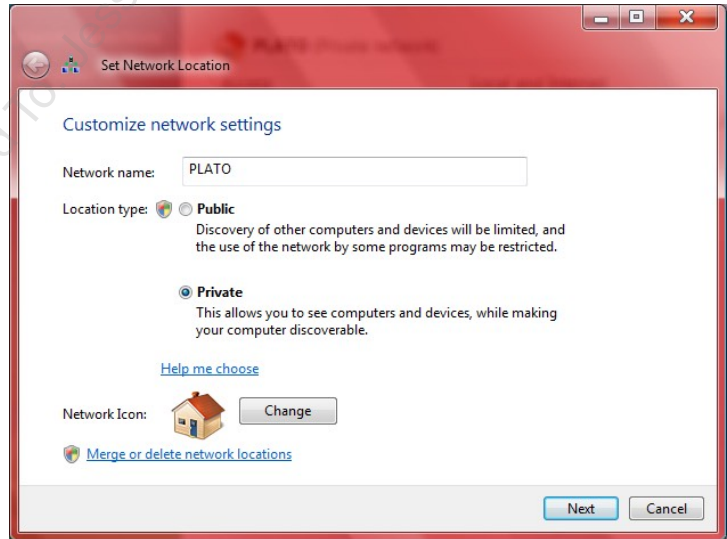 PLATO (Private network)
Set Network Location
Customize network settings
Network name: PLATO
Location type: Public
Discovery of other computers and devices will be limited, and
the use of the network by some programs may be restricted.
Private
This allows you to see computers and devices, while making
your computer discoverable.
Help me choose
Network Icon: Change
Merge or delete network locations
Next Cancel